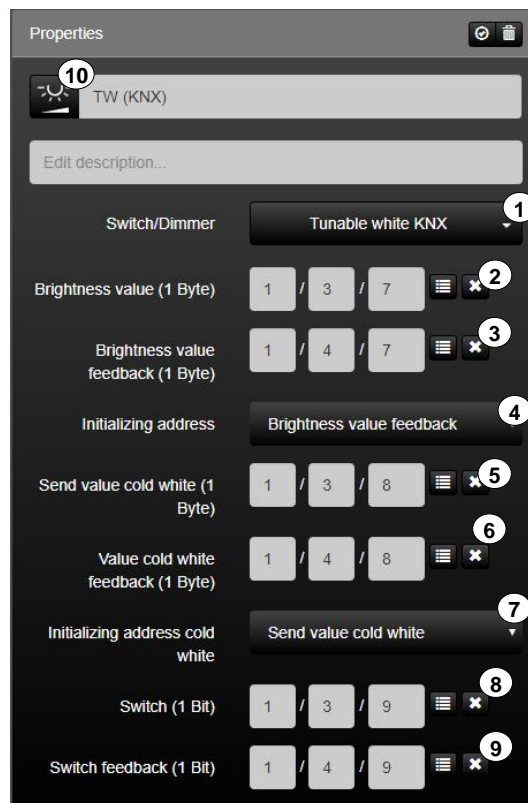 Properties
10
TW (KNX)
Edit description...
1
Switch/Dimmer Tunable white KNX
2
Brightness value (1 Byte) 1 / 3 / 7
3
Brightness value
feedback (1 Byte) 1 / 4 / 7
4
Initializing address Brightness value feedback
5
Send value cold white (1
Byte) 1 / 3 / 8
6
Value cold white
feedback (1 Byte) 1 / 4 / 8
7
Initializing address cold
white Send value cold white
8
Switch (1 Bit) 1 / 3 / 9
9
Switch feedback (1 Bit) 1 / 4 / 9